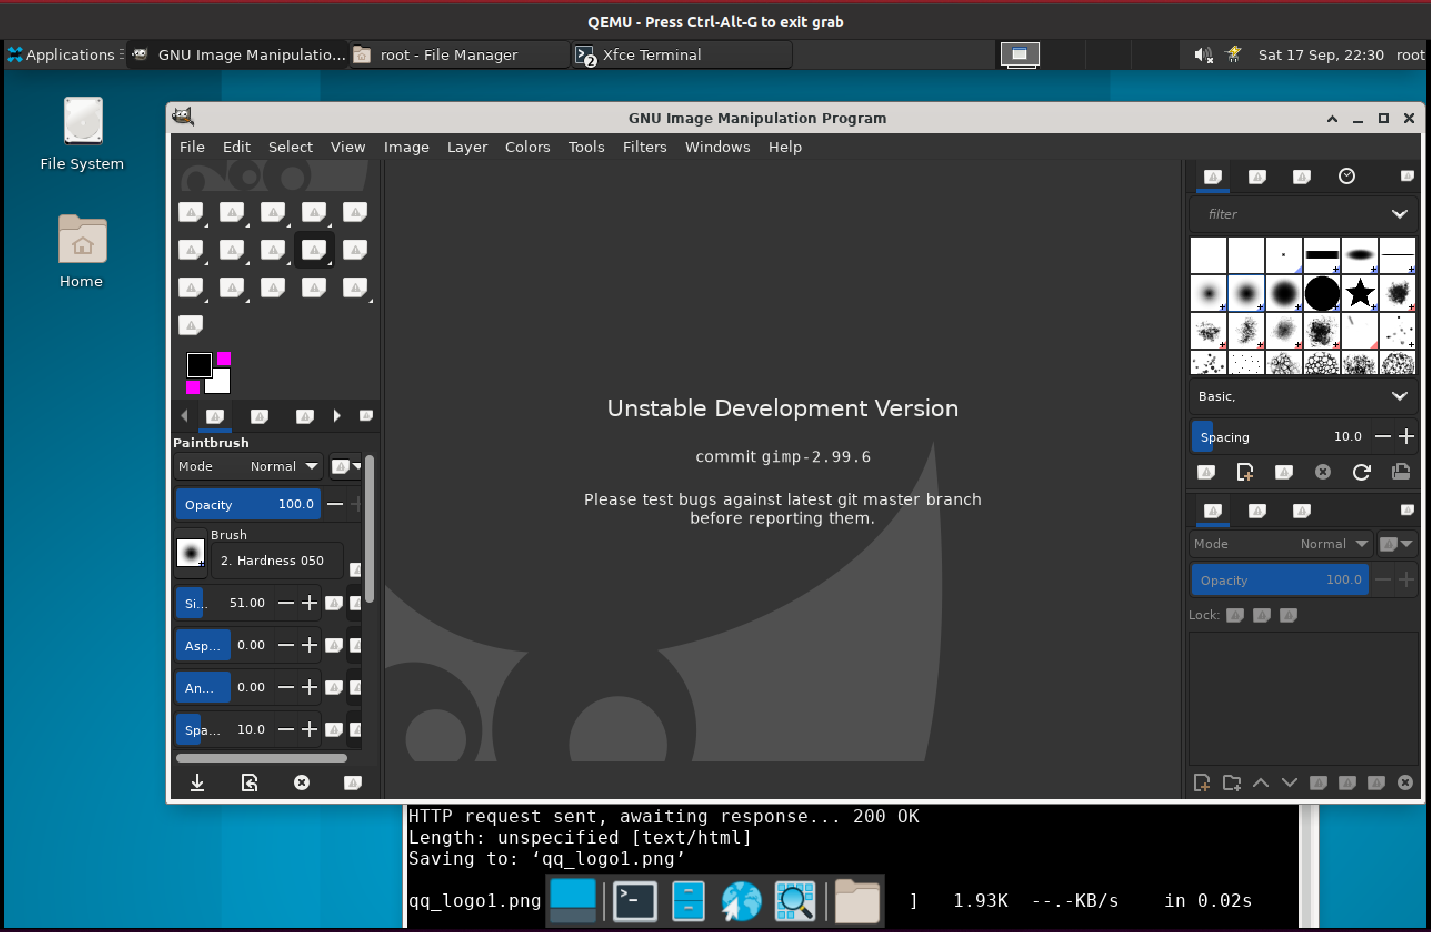 QEMU - Press Ctrl-Alt-G to exit grab
Applications
GNU Image Manipulatio...
root - File Manager
2
Xfce Terminal
Sat 17 Sep, 22:30
root
File System
Home
GNU Image Manipulation Program
File Edit Select View Image Layer Colors Tools Filters Windows Help
Paintbrush
Mode Normal
Opacity 100.0
Brush
2. Hardness 050
Si... 51.00
Asp... 0.00
An... 0.00
Spa... 10.0
Unstable Development Version
commit gimp-2.99.6
Please test bugs against latest git master branch
before reporting them.
filter
Basic,
Spacing 10.0
Mode Normal
Opacity 100.0
Lock:
HTTP request sent, awaiting response... 200 OK
Length: unspecified [text/html]
Saving to: ‘qq_logo1.png’
qq_logo1.png ] 1.93K --.-KB/s in 0.02s